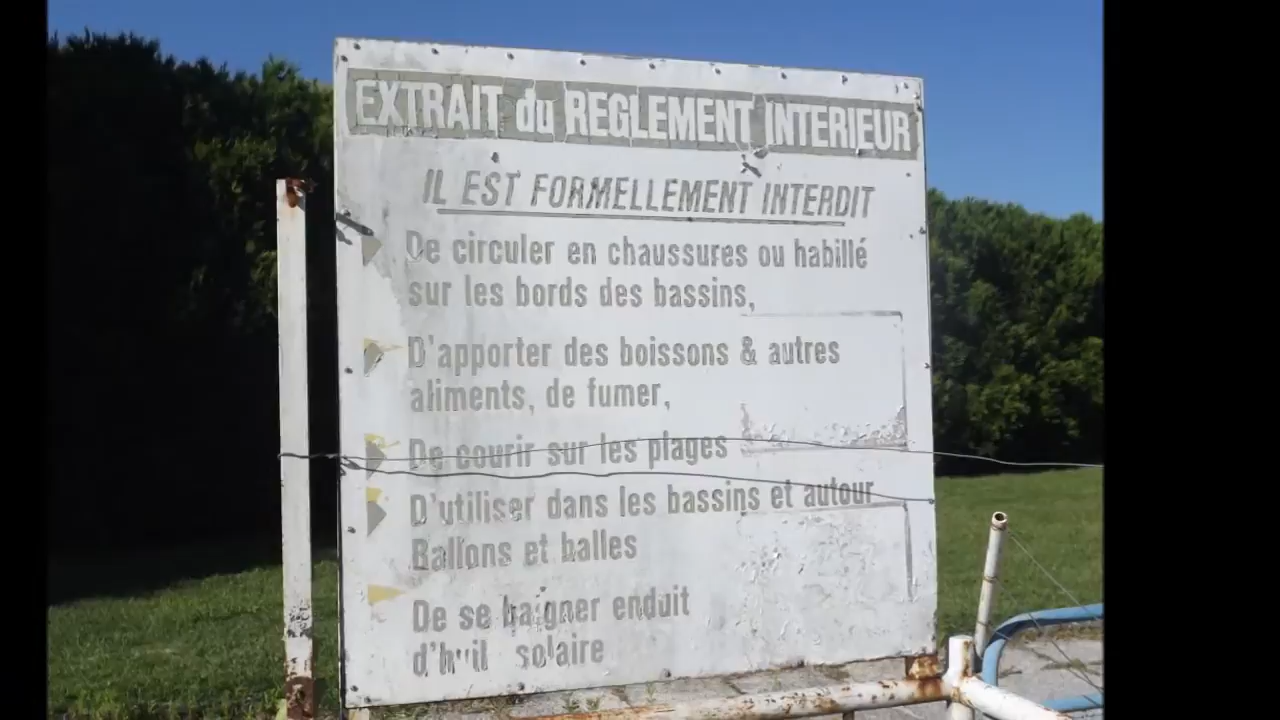 EXTRAIT du REGLEMENT INTERIEUR
IL EST FORMELLEMENT INTERDIT
De circuler en chaussures ou habillé
sur les bords des bassins,
D'apporter des boissons & autres
aliments, de fumer,
De courir sur les plages
D'utiliser dans les bassins et autour
Ballons et balles
De se baigner enduit
d'huil solaire